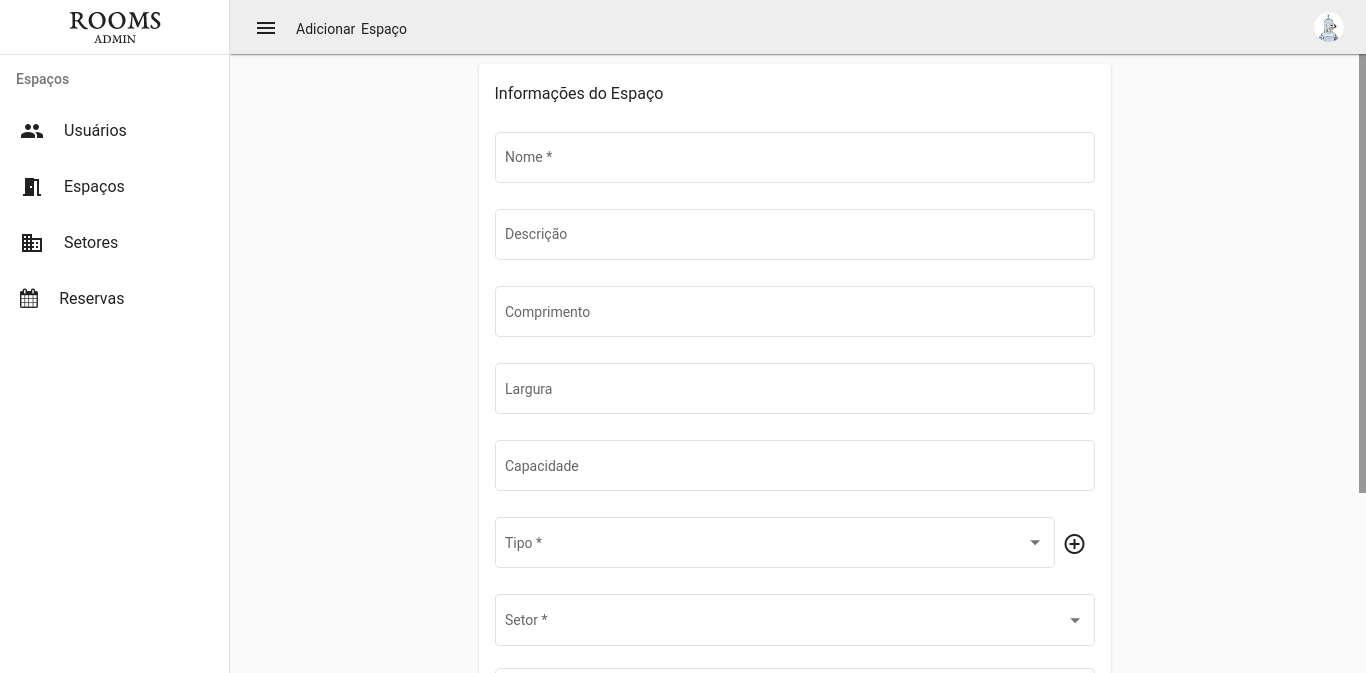 ROOMS
ADMIN
Adicionar Espaço
Espaços
Usuários
Espaços
Setores
Reservas
Informações do Espaço
Nome *
Descrição
Comprimento
Largura
Capacidade
Tipo *
Setor *